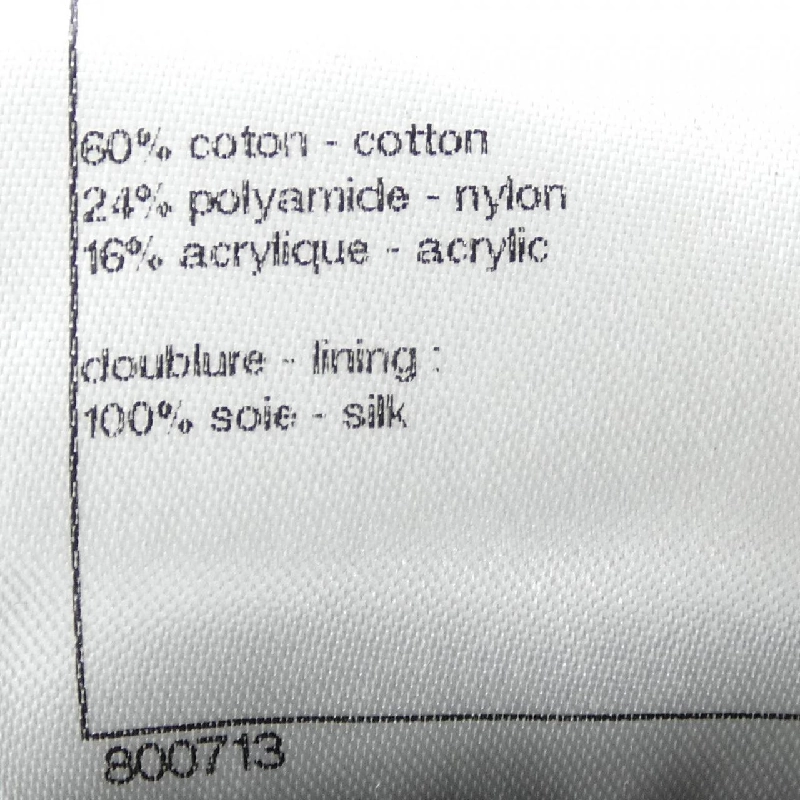 60% coton - cotton
24% polyamide - nylon
16% acrylique - acrylic
doublure - lining :
100% soie - silk
800713